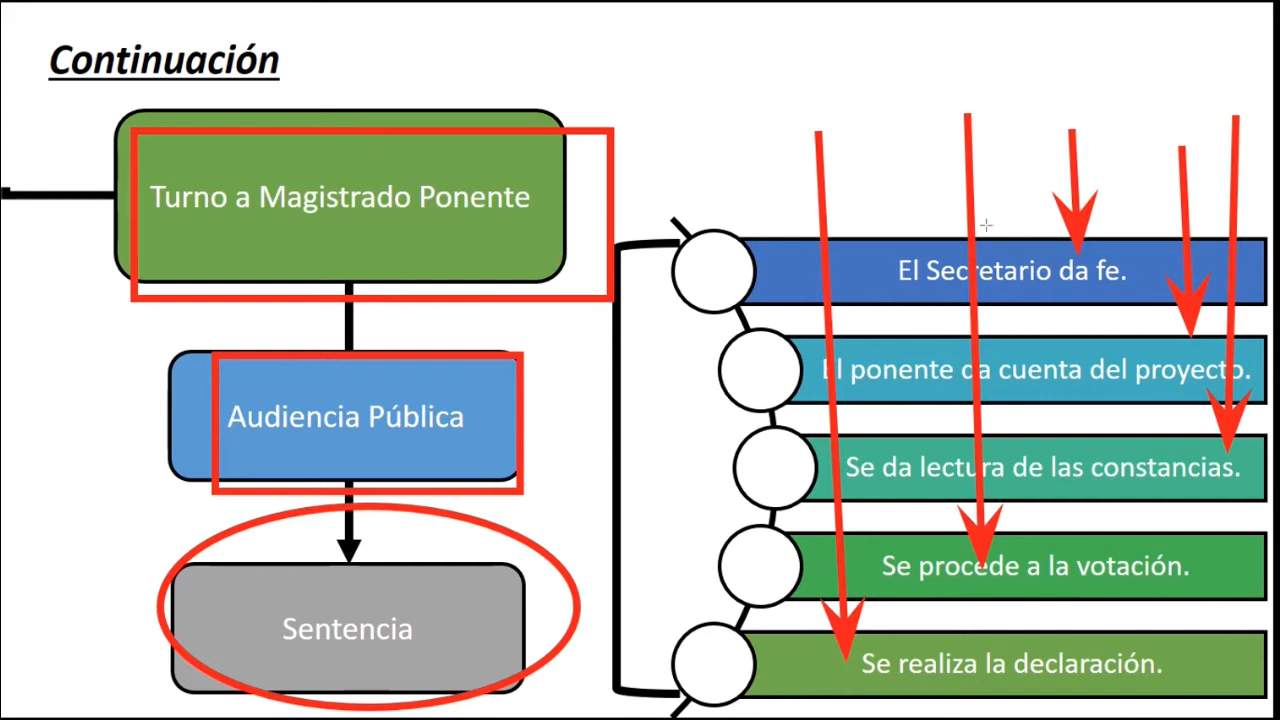 Continuación
Turno a Magistrado Ponente
Audiencia Pública
Sentencia
El Secretario da fe.
El ponente da cuenta del proyecto.
Se da lectura de las constancias.
Se procede a la votación.
Se realiza la declaración.